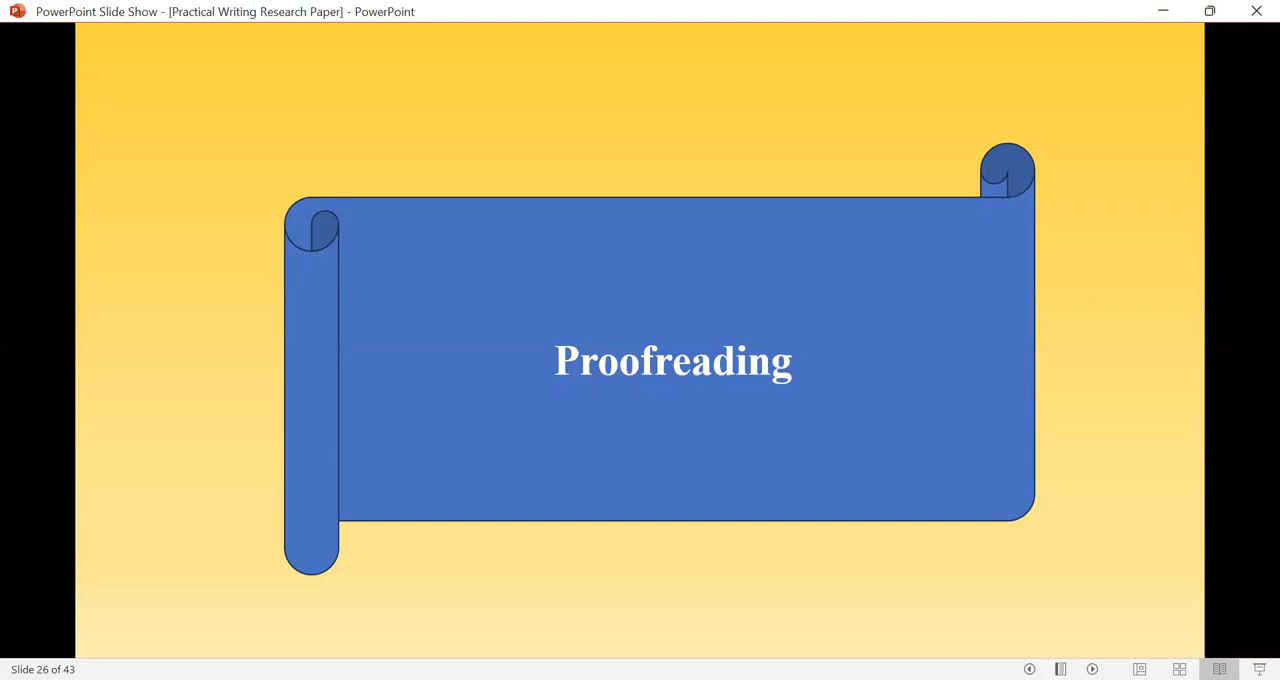 PowerPoint Slide Show - [Practical Writing Research Paper] - PowerPoint
Proofreading
Slide 26 of 43